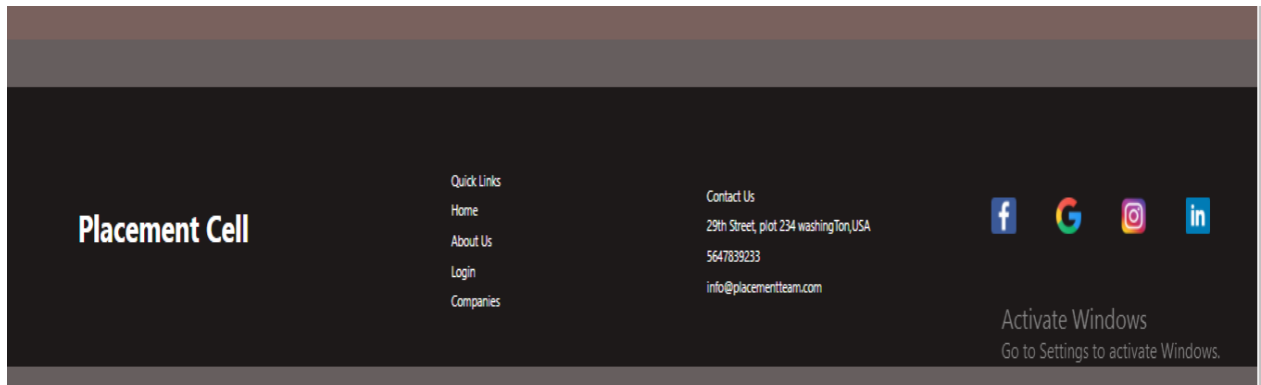 Placement Cell
Quick Links
Home
About Us
Login
Companies
Contact Us
29th Street, plot 234 washingTon,USA
5647839233
info@placementteam.com
f
G
in
Activate Windows
Go to Settings to activate Windows.